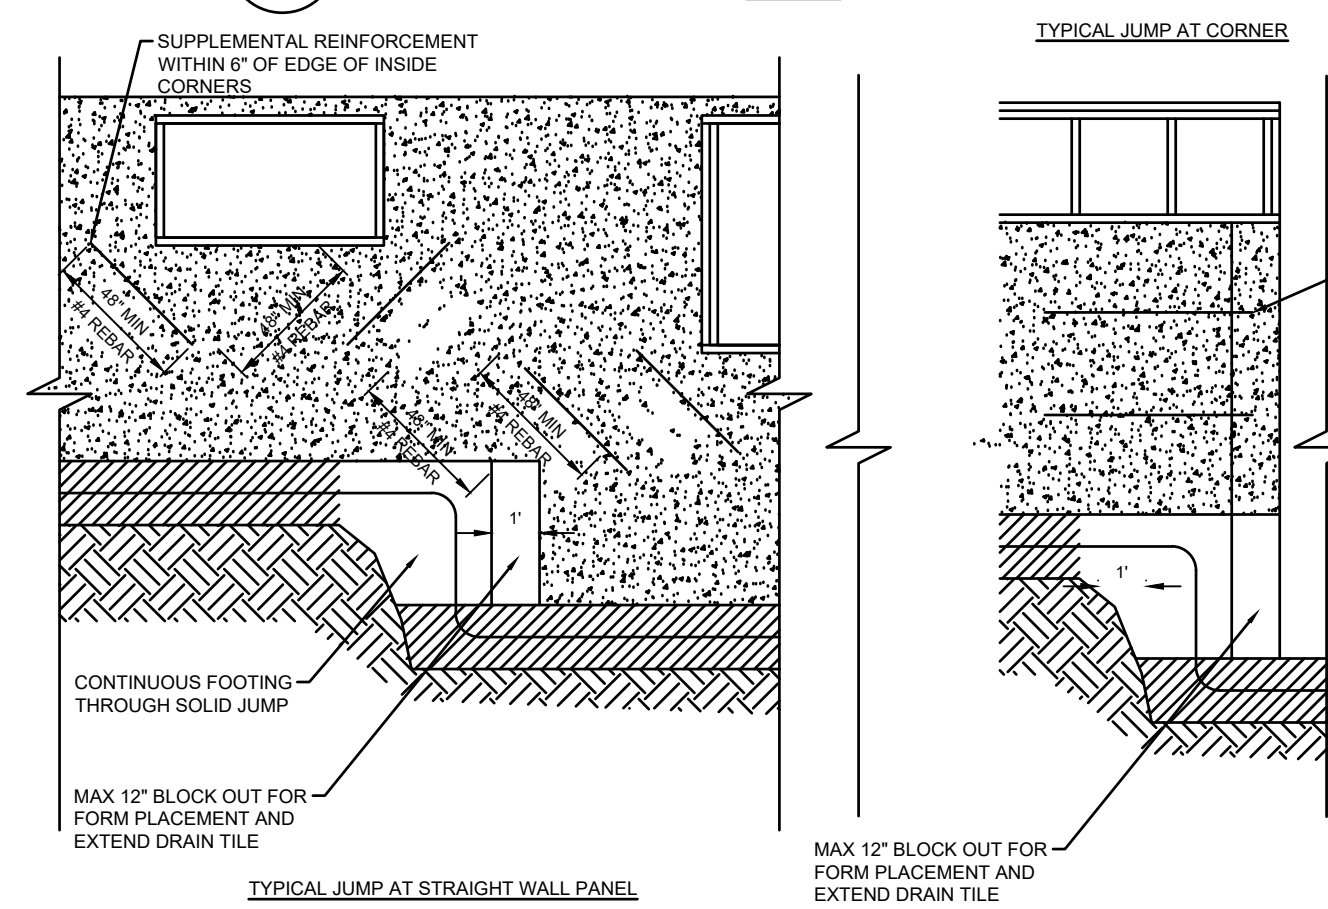 TYPICAL JUMP AT CORNER
SUPPLEMENTAL REINFORCEMENT
WITHIN 6" OF EDGE OF INSIDE
CORNERS
48" MIN
#4 REBAR
48" MIN
#4 REBAR
48" MIN
#4 REBAR
48" MIN
#4 REBAR
1'
1'
CONTINUOUS FOOTING
THROUGH SOLID JUMP
MAX 12" BLOCK OUT FOR
FORM PLACEMENT AND
EXTEND DRAIN TILE
MAX 12" BLOCK OUT FOR
FORM PLACEMENT AND
EXTEND DRAIN TILE
TYPICAL JUMP AT STRAIGHT WALL PANEL